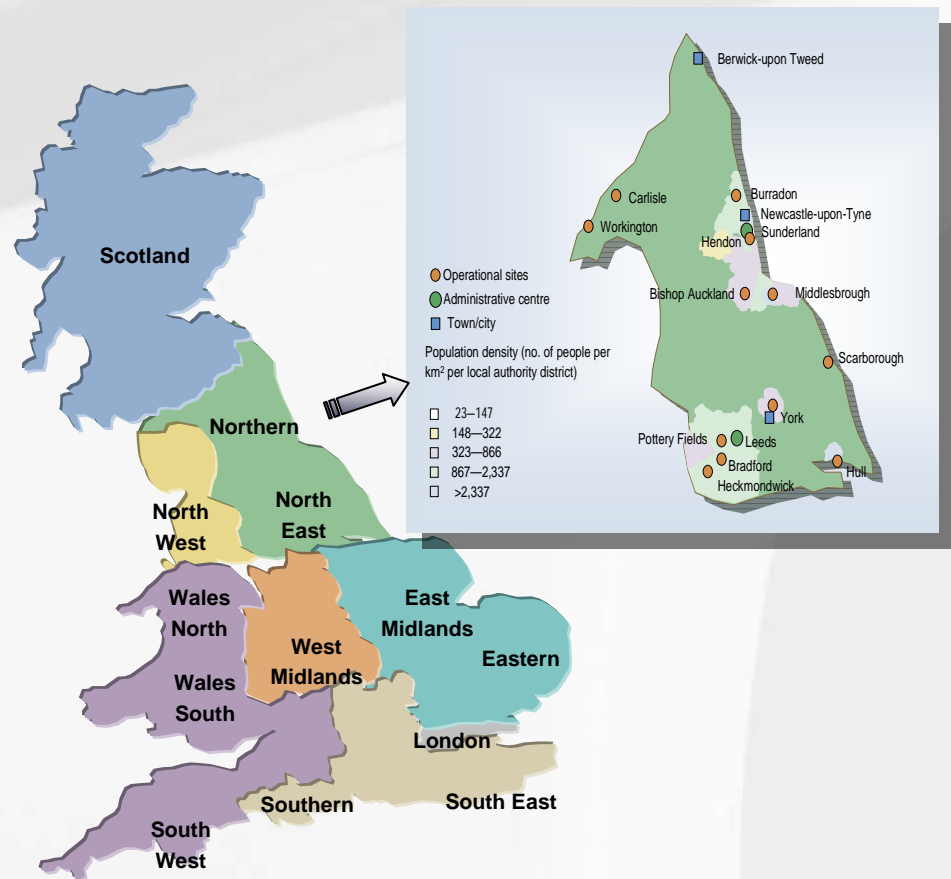 Berwick-upon Tweed
Carlisle
Burradon
Newcastle-upon-Tyne
Workington
Sunderland
Hendon
Scotland
Operational sites
Bishop Auckland
Middlesbrough
Administrative centre
Town/city
Population density (no. of people per
km² per local authority district)
Scarborough
23—147
148—322
323—866
867—2,337
>2,337
York
Pottery Fields
Leeds
Bradford
Hull
Heckmondwick
Northern
North
East
North
West
Wales
North
East
Midlands
West
Midlands
Eastern
Wales
South
London
Southern
South East
South
West